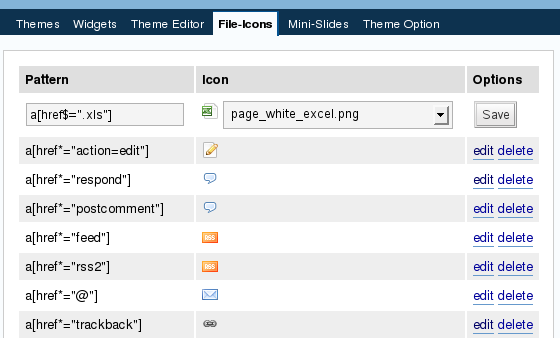 Themes Widgets Theme Editor File-Icons Mini-Slides Theme Option
Pattern Icon Options
a[href$=".xls"] page_white_excel.png Save
a[href*="action=edit"] edit delete
a[href*="respond"] edit delete
a[href*="postcomment"] edit delete
a[href*="feed"] RSS edit delete
a[href*="rss2"] RSS edit delete
a[href*="@"] edit delete
a[href*="trackback"] edit delete